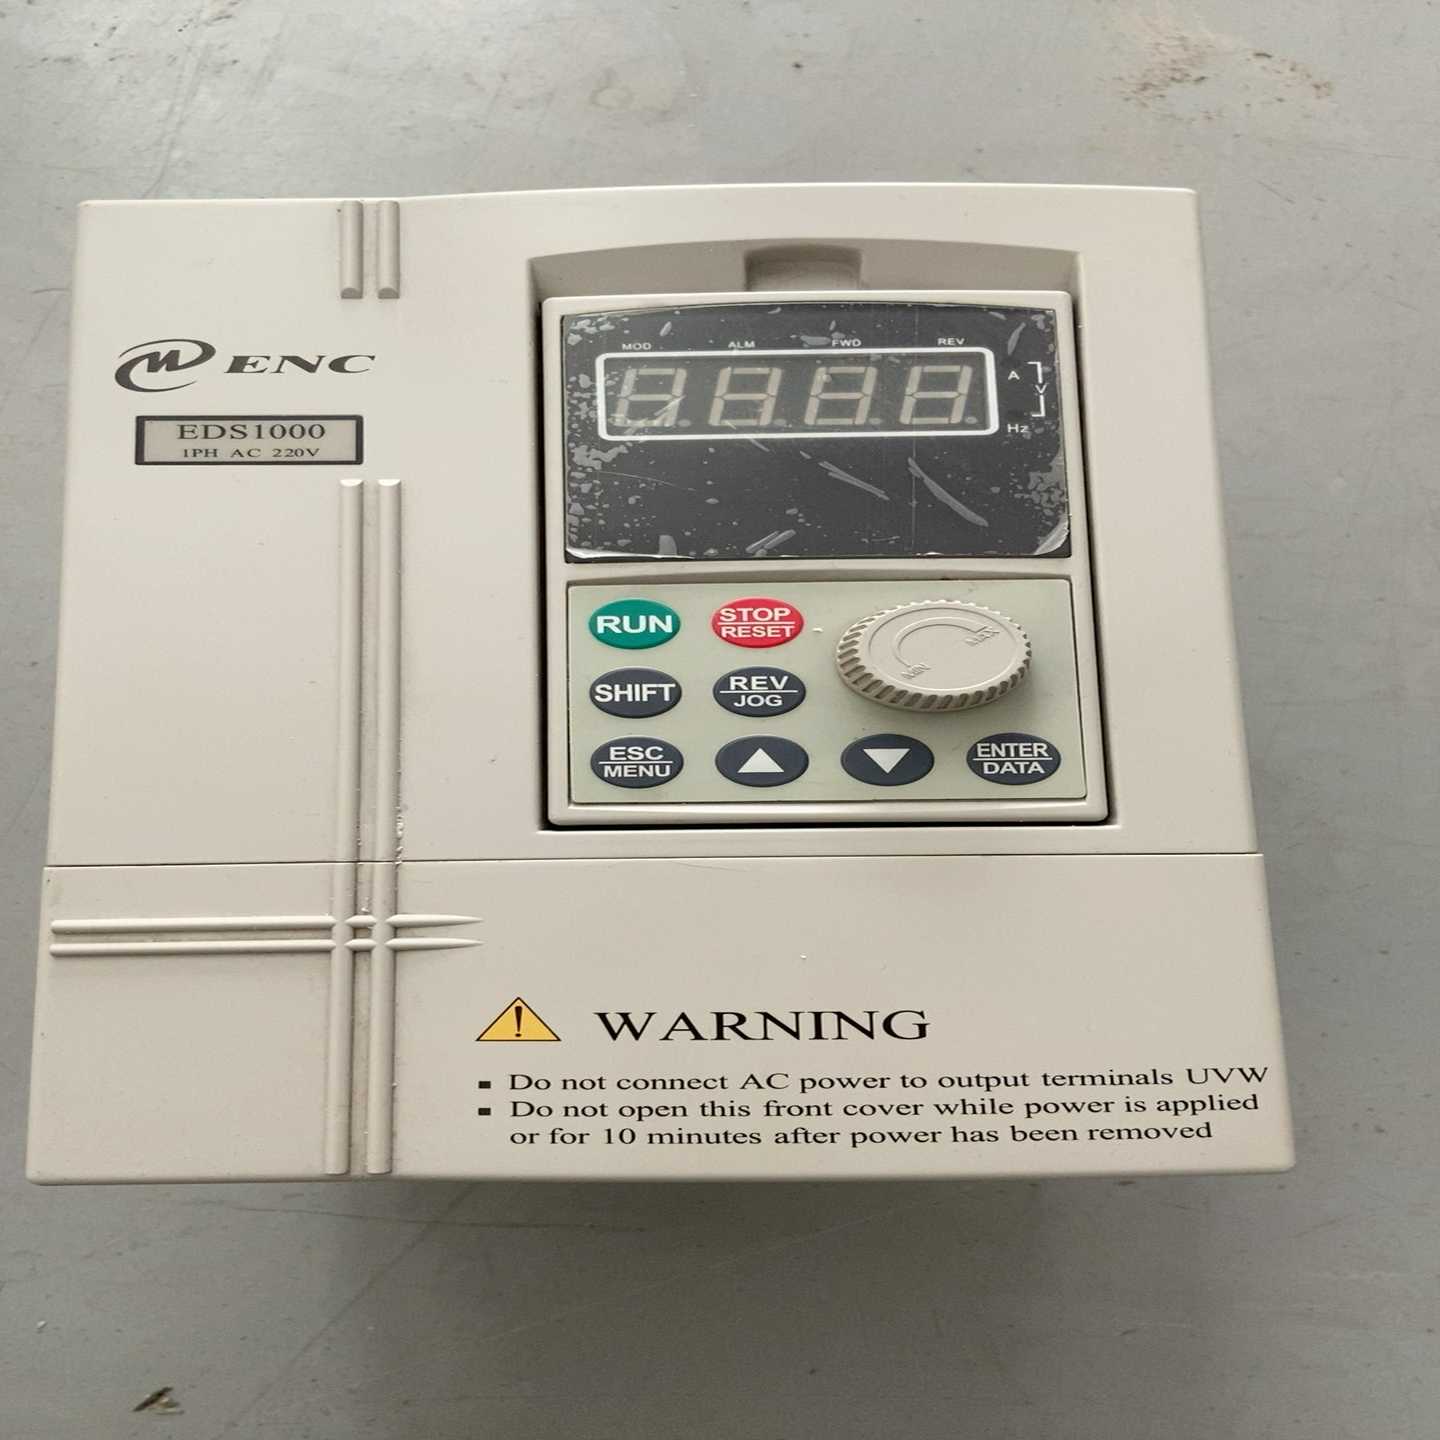 ENC
EDS1000
1PH AC 220V
MOD ALM FWD REV
A
V
Hz
RUN
STOP
RESET
MIN MAX
SHIFT
REV
JOG
ESC
MENU
ENTER
DATA
WARNING
▪ Do not connect AC power to output terminals UVW
▪ Do not open this front cover while power is applied
or for 10 minutes after power has been removed